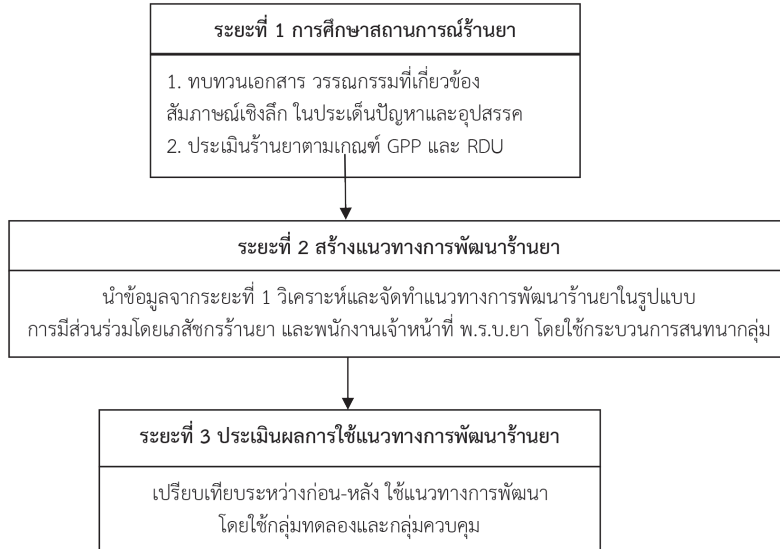 ระยะที่ 1 การศึกษาสถานการณ์ร้านยา
1. ทบทวนเอกสาร วรรณกรรมที่เกี่ยวข้อง
สัมภาษณ์เชิงลึก ในประเด็นปัญหาและอุปสรรค
2. ประเมินร้านยาตามเกณฑ์ GPP และ RDU
ระยะที่ 2 สร้างแนวทางการพัฒนาร้านยา
นำข้อมูลจากระยะที่ 1 วิเคราะห์และจัดทำแนวทางการพัฒนาร้านยาในรูปแบบ
การมีส่วนร่วมโดยเภสัชกรร้านยา และพนักงานเจ้าหน้าที่ พ.ร.บ.ยา โดยใช้กระบวนการสนทนากลุ่ม
ระยะที่ 3 ประเมินผลการใช้แนวทางการพัฒนาร้านยา
เปรียบเทียบระหว่างก่อน-หลัง ใช้แนวทางการพัฒนา
โดยใช้กลุ่มทดลองและกลุ่มควบคุม